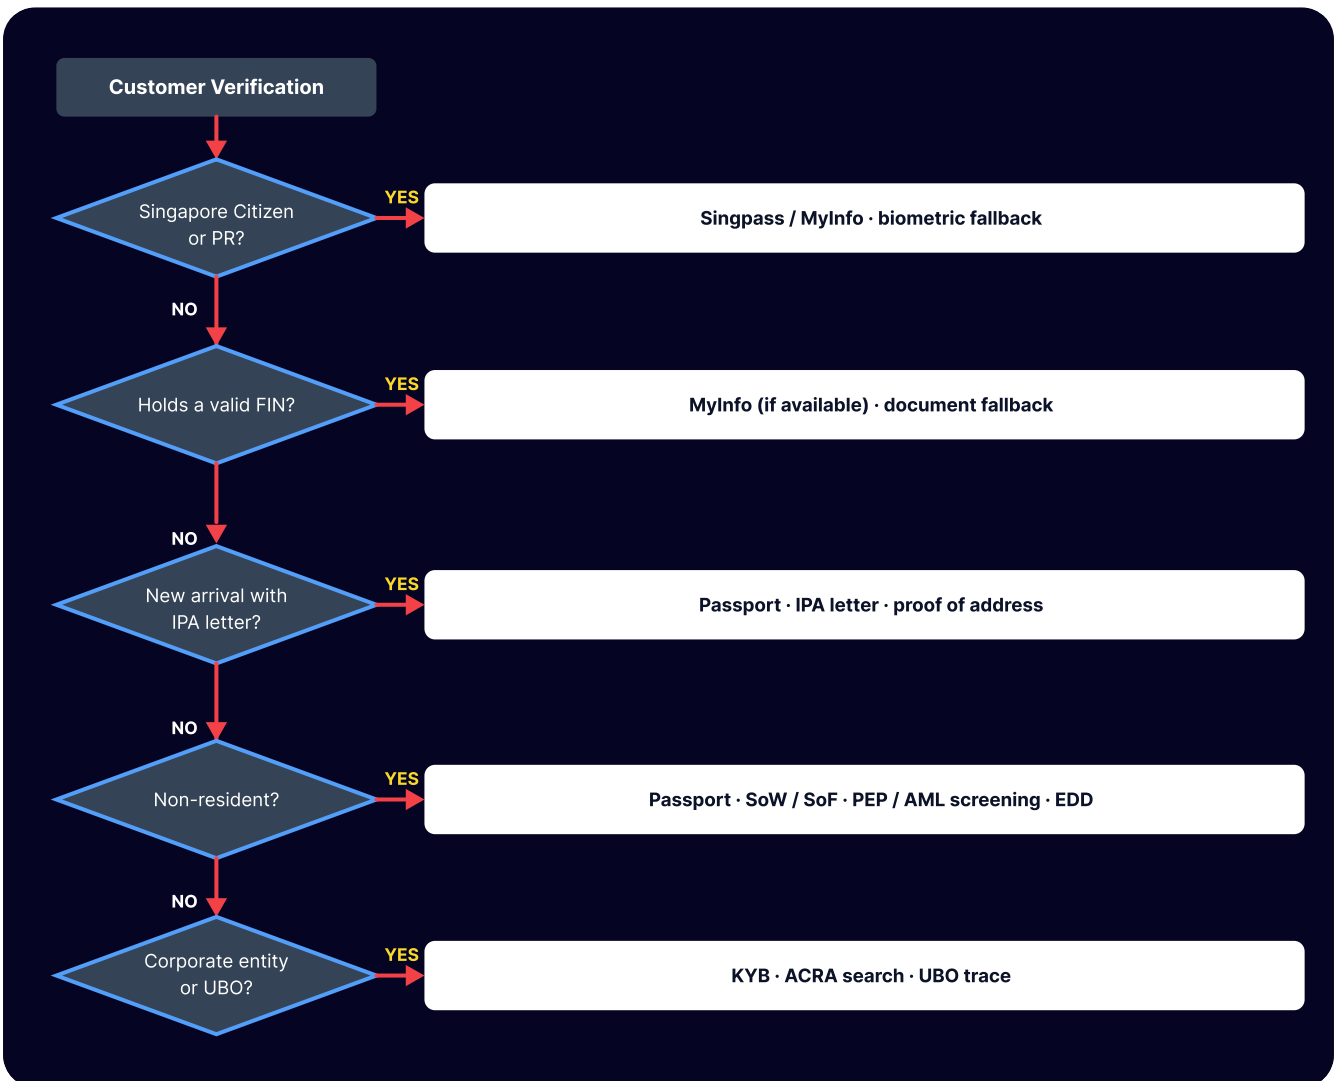 Customer Verification
Singapore Citizen
or PR?
YES
Singpass / MyInfo · biometric fallback
NO
Holds a valid FIN?
YES
MyInfo (if available) · document fallback
NO
New arrival with
IPA letter?
YES
Passport · IPA letter · proof of address
NO
Non-resident?
YES
Passport · SoW / SoF · PEP / AML screening · EDD
NO
Corporate entity
or UBO?
YES
KYB · ACRA search · UBO trace